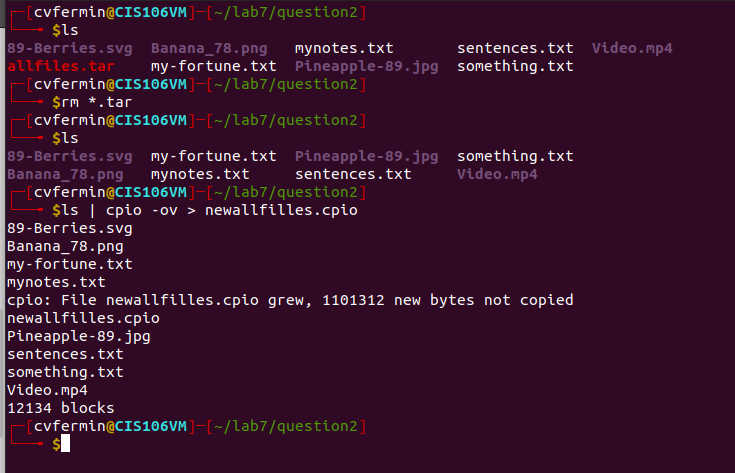 ┌─[cvfermin@CIS106VM]─[~/lab7/question2]
└──╼ $ls
89-Berries.svg  Banana_78.png  mynotes.txt       sentences.txt  Video.mp4
allfiles.tar    my-fortune.txt  Pineapple-89.jpg  something.txt
┌─[cvfermin@CIS106VM]─[~/lab7/question2]
└──╼ $rm *.tar
┌─[cvfermin@CIS106VM]─[~/lab7/question2]
└──╼ $ls
89-Berries.svg  my-fortune.txt  Pineapple-89.jpg  something.txt
Banana_78.png   mynotes.txt     sentences.txt     Video.mp4
┌─[cvfermin@CIS106VM]─[~/lab7/question2]
└──╼ $ls | cpio -ov > newallfilles.cpio
89-Berries.svg
Banana_78.png
my-fortune.txt
mynotes.txt
cpio: File newallfilles.cpio grew, 1101312 new bytes not copied
newallfilles.cpio
Pineapple-89.jpg
sentences.txt
something.txt
Video.mp4
12134 blocks
┌─[cvfermin@CIS106VM]─[~/lab7/question2]
└──╼ $